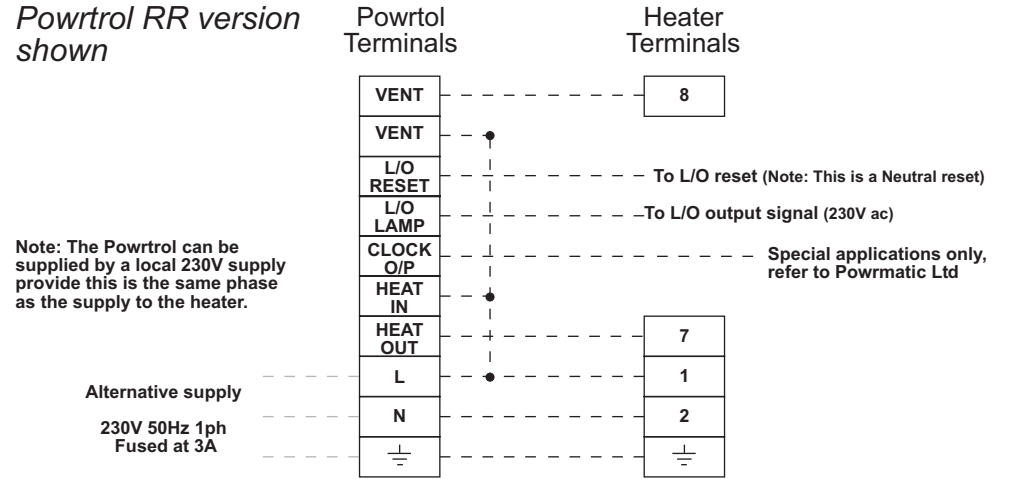 Powrtrol RR version
shown
Powrtol
Terminals
Heater
Terminals
VENT
8
VENT
L/O
RESET
To L/O reset (Note: This is a Neutral reset)
L/O
LAMP
To L/O output signal (230V ac)
CLOCK
O/P
Special applications only,
refer to Powrmatic Ltd
Note: The Powrtrol can be
supplied by a local 230V supply
provide this is the same phase
as the supply to the heater.
HEAT
IN
HEAT
OUT
7
L
1
Alternative supply
N
2
230V 50Hz 1ph
Fused at 3A